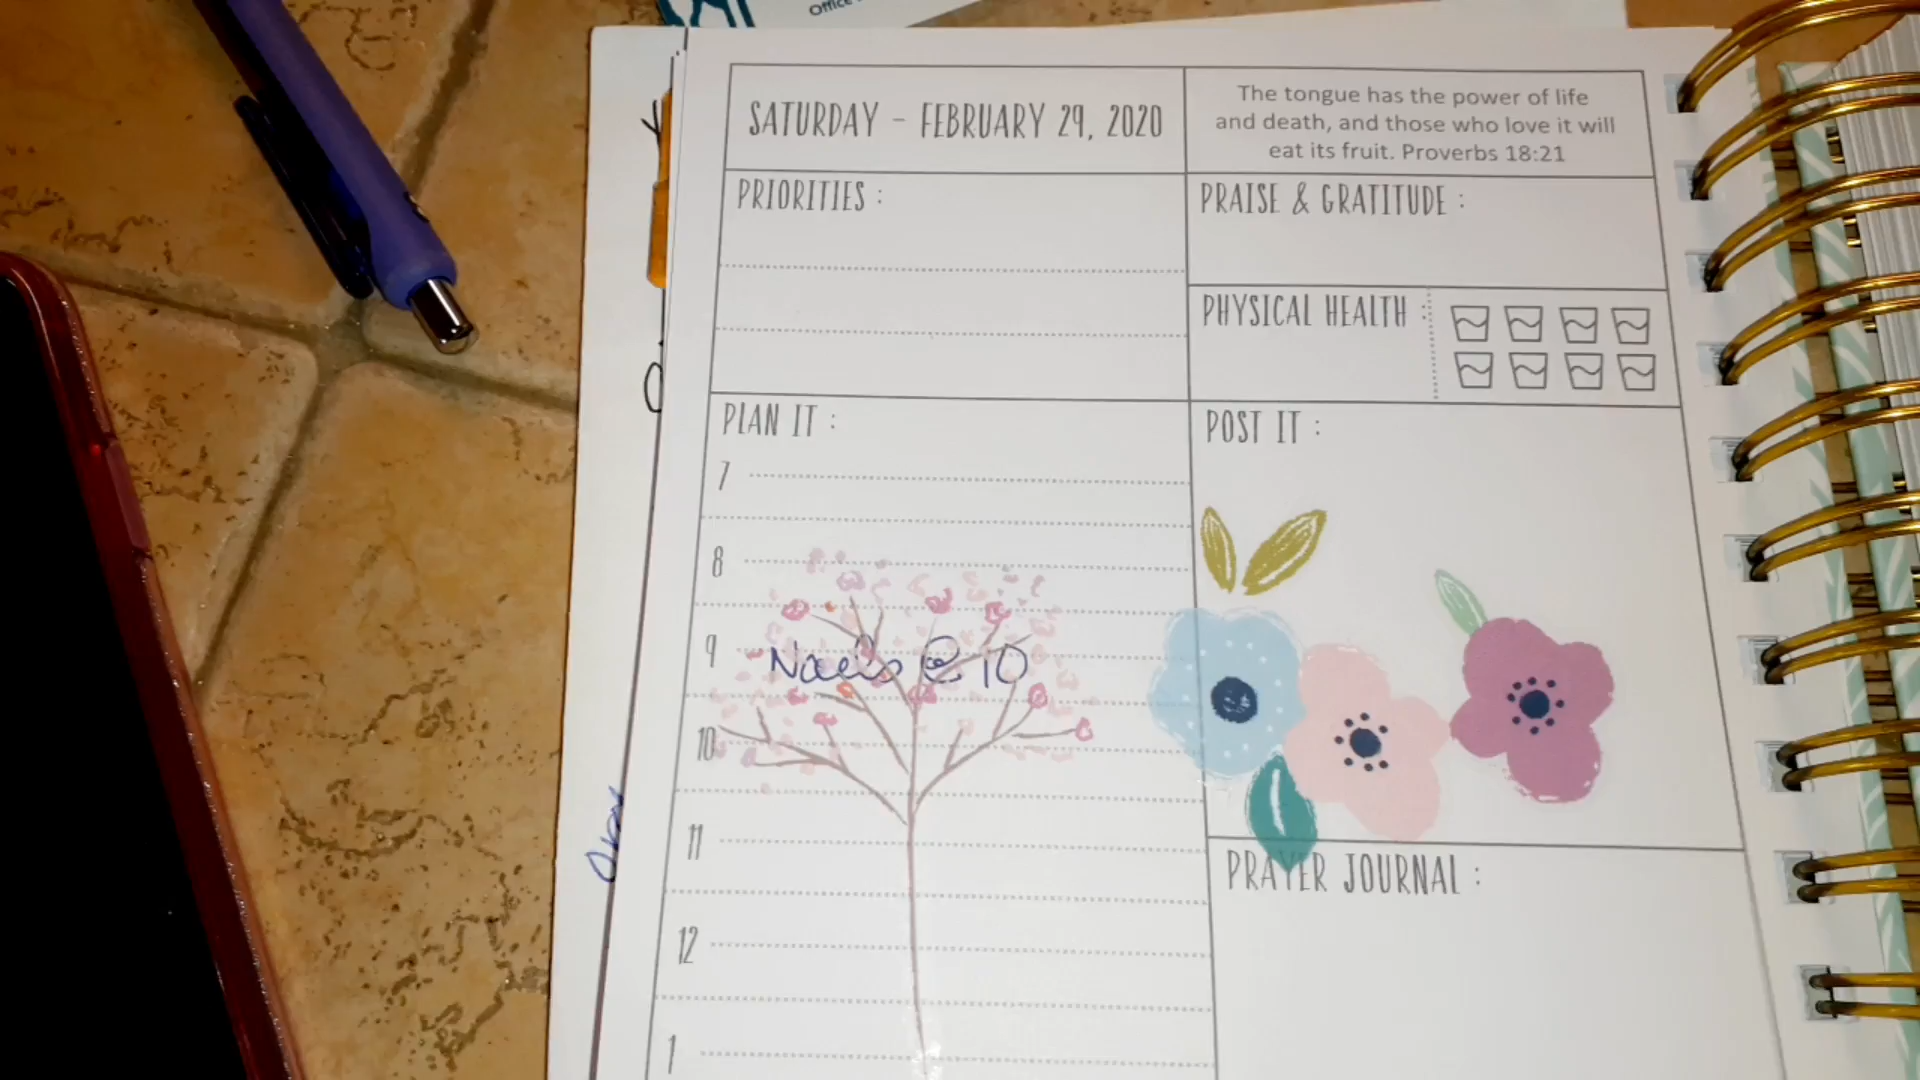 Office
SATURDAY - FEBRUARY 29, 2020
The tongue has the power of life
and death, and those who love it will
eat its fruit. Proverbs 18:21
PRIORITIES :
PRAISE & GRATITUDE :
PHYSICAL HEALTH :
PLAN IT :
POST IT :
7
8
9 Nails @ 10
10
11
PRAYER JOURNAL :
12
1